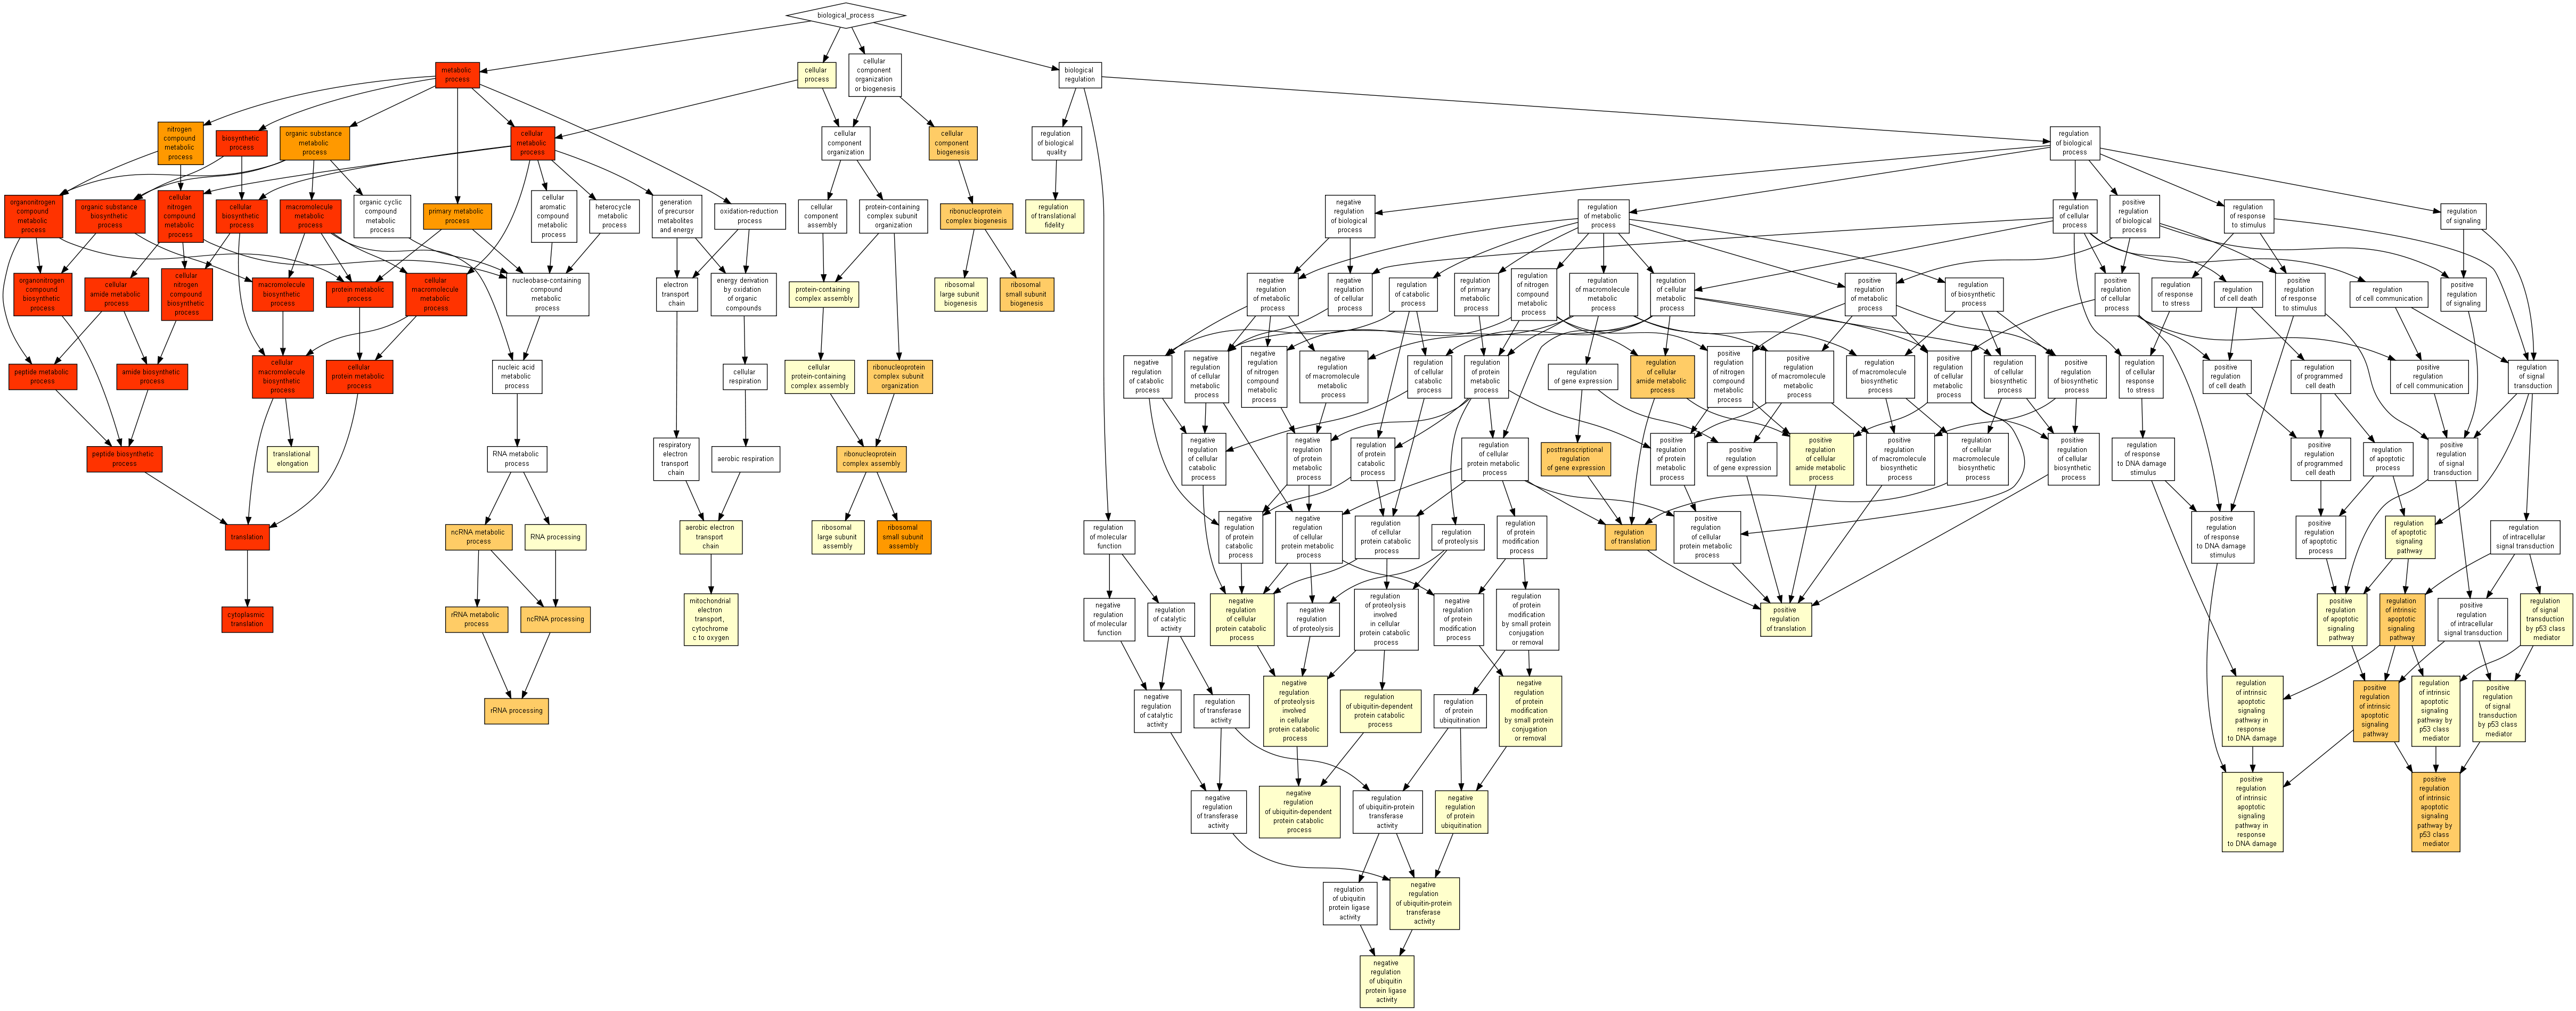 biological_process
metabolic
process
cellular
process
cellular
component
organization
or biogenesis
biological
regulation
nitrogen
compound
metabolic
process
biosynthetic
process
organic substance
metabolic
process
cellular
metabolic
process
cellular
component
organization
cellular
component
biogenesis
regulation
of biological
quality
regulation
of biological
process
organonitrogen
compound
metabolic
process
organic substance
biosynthetic
process
cellular
nitrogen
compound
metabolic
process
cellular
biosynthetic
process
macromolecule
metabolic
process
organic cyclic
compound
metabolic
process
primary metabolic
process
cellular
aromatic
compound
metabolic
process
heterocycle
metabolic
process
generation
of precursor
metabolites
and energy
oxidation-reduction
process
cellular
component
assembly
protein-containing
complex subunit
organization
ribonucleoprotein
complex biogenesis
regulation
of translational
fidelity
negative
regulation
of biological
process
regulation
of metabolic
process
regulation
of cellular
process
positive
regulation
of biological
process
regulation
of response
to stimulus
regulation
of signaling
organonitrogen
compound
biosynthetic
process
cellular
amide metabolic
process
cellular
nitrogen
compound
biosynthetic
process
macromolecule
biosynthetic
process
protein metabolic
process
cellular
macromolecule
metabolic
process
nucleobase-containing
compound
metabolic
process
electron
transport
chain
energy derivation
by oxidation
of organic
compounds
protein-containing
complex assembly
ribosomal
large subunit
biogenesis
ribosomal
small subunit
biogenesis
negative
regulation
of metabolic
process
negative
regulation
of cellular
process
regulation
of catabolic
process
regulation
of primary
metabolic
process
regulation
of nitrogen
compound
metabolic
process
regulation
of macromolecule
metabolic
process
regulation
of cellular
metabolic
process
positive
regulation
of metabolic
process
regulation
of biosynthetic
process
positive
regulation
of cellular
process
regulation
of response
to stress
regulation
of cell death
positive
regulation
of response
to stimulus
regulation
of cell communication
positive
regulation
of signaling
peptide metabolic
process
amide biosynthetic
process
cellular
macromolecule
biosynthetic
process
cellular
protein metabolic
process
nucleic acid
metabolic
process
cellular
respiration
cellular
protein-containing
complex assembly
ribonucleoprotein
complex subunit
organization
negative
regulation
of catabolic
process
negative
regulation
of cellular
metabolic
process
negative
regulation
of nitrogen
compound
metabolic
process
negative
regulation
of macromolecule
metabolic
process
regulation
of cellular
catabolic
process
regulation
of protein
metabolic
process
regulation
of gene expression
regulation
of cellular
amide metabolic
process
positive
regulation
of nitrogen
compound
metabolic
process
positive
regulation
of macromolecule
metabolic
process
regulation
of macromolecule
biosynthetic
process
positive
regulation
of cellular
metabolic
process
regulation
of cellular
biosynthetic
process
positive
regulation
of biosynthetic
process
regulation
of cellular
response
to stress
positive
regulation
of cell death
regulation
of programmed
cell death
positive
regulation
of cell communication
regulation
of signal
transduction
peptide biosynthetic
process
translational
elongation
RNA metabolic
process
respiratory
electron
transport
chain
aerobic respiration
ribonucleoprotein
complex assembly
negative
regulation
of cellular
catabolic
process
negative
regulation
of protein
metabolic
process
regulation
of protein
catabolic
process
regulation
of cellular
protein metabolic
process
posttranscriptional
regulation
of gene expression
positive
regulation
of protein
metabolic
process
positive
regulation
of gene expression
positive
regulation
of cellular
amide metabolic
process
positive
regulation
of macromolecule
biosynthetic
process
regulation
of cellular
macromolecule
biosynthetic
process
positive
regulation
of cellular
biosynthetic
process
regulation
of response
to DNA damage
stimulus
positive
regulation
of programmed
cell death
regulation
of apoptotic
process
positive
regulation
of signal
transduction
translation
ncRNA metabolic
process
RNA processing
aerobic electron
transport
chain
ribosomal
large subunit
assembly
ribosomal
small subunit
assembly
regulation
of molecular
function
negative
regulation
of protein
catabolic
process
negative
regulation
of cellular
protein metabolic
process
regulation
of cellular
protein catabolic
process
regulation
of proteolysis
regulation
of protein
modification
process
regulation
of translation
positive
regulation
of cellular
protein metabolic
process
positive
regulation
of response
to DNA damage
stimulus
positive
regulation
of apoptotic
process
regulation
of apoptotic
signaling
pathway
regulation
of intracellular
signal transduction
cytoplasmic
translation
rRNA metabolic
process
ncRNA processing
mitochondrial
electron
transport,
cytochrome
c to oxygen
negative
regulation
of molecular
function
regulation
of catalytic
activity
negative
regulation
of cellular
protein catabolic
process
negative
regulation
of proteolysis
regulation
of proteolysis
involved
in cellular
protein catabolic
process
negative
regulation
of protein
modification
process
regulation
of protein
modification
by small protein
conjugation
or removal
positive
regulation
of translation
positive
regulation
of apoptotic
signaling
pathway
regulation
of intrinsic
apoptotic
signaling
pathway
positive
regulation
of intracellular
signal transduction
regulation
of signal
transduction
by p53 class
mediator
rRNA processing
negative
regulation
of catalytic
activity
regulation
of transferase
activity
negative
regulation
of proteolysis
involved
in cellular
protein catabolic
process
regulation
of ubiquitin-dependent
protein catabolic
process
regulation
of protein
ubiquitination
negative
regulation
of protein
modification
by small protein
conjugation
or removal
regulation
of intrinsic
apoptotic
signaling
pathway in
response
to DNA damage
positive
regulation
of intrinsic
apoptotic
signaling
pathway
regulation
of intrinsic
apoptotic
signaling
pathway by
p53 class
mediator
positive
regulation
of signal
transduction
by p53 class
mediator
negative
regulation
of transferase
activity
negative
regulation
of ubiquitin-dependent
protein catabolic
process
regulation
of ubiquitin-protein
transferase
activity
negative
regulation
of protein
ubiquitination
positive
regulation
of intrinsic
apoptotic
signaling
pathway in
response
to DNA damage
positive
regulation
of intrinsic
apoptotic
signaling
pathway by
p53 class
mediator
regulation
of ubiquitin
protein ligase
activity
negative
regulation
of ubiquitin-protein
transferase
activity
negative
regulation
of ubiquitin
protein ligase
activity